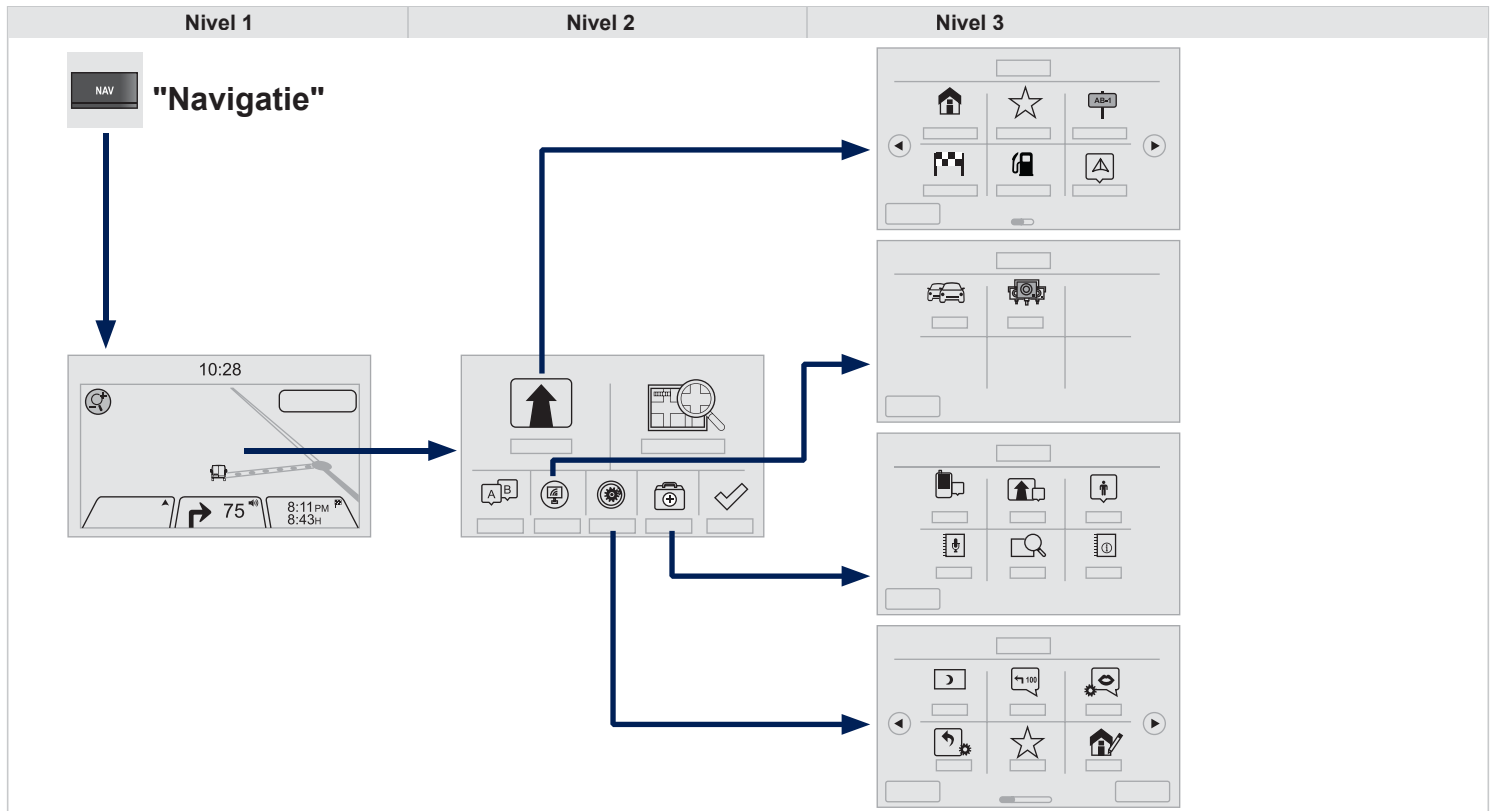 Nivel 1
Nivel 2
Nivel 3
NAV
"Navigatie"
AB-1
10:28
A B
75
8:11PM
8:43H
100